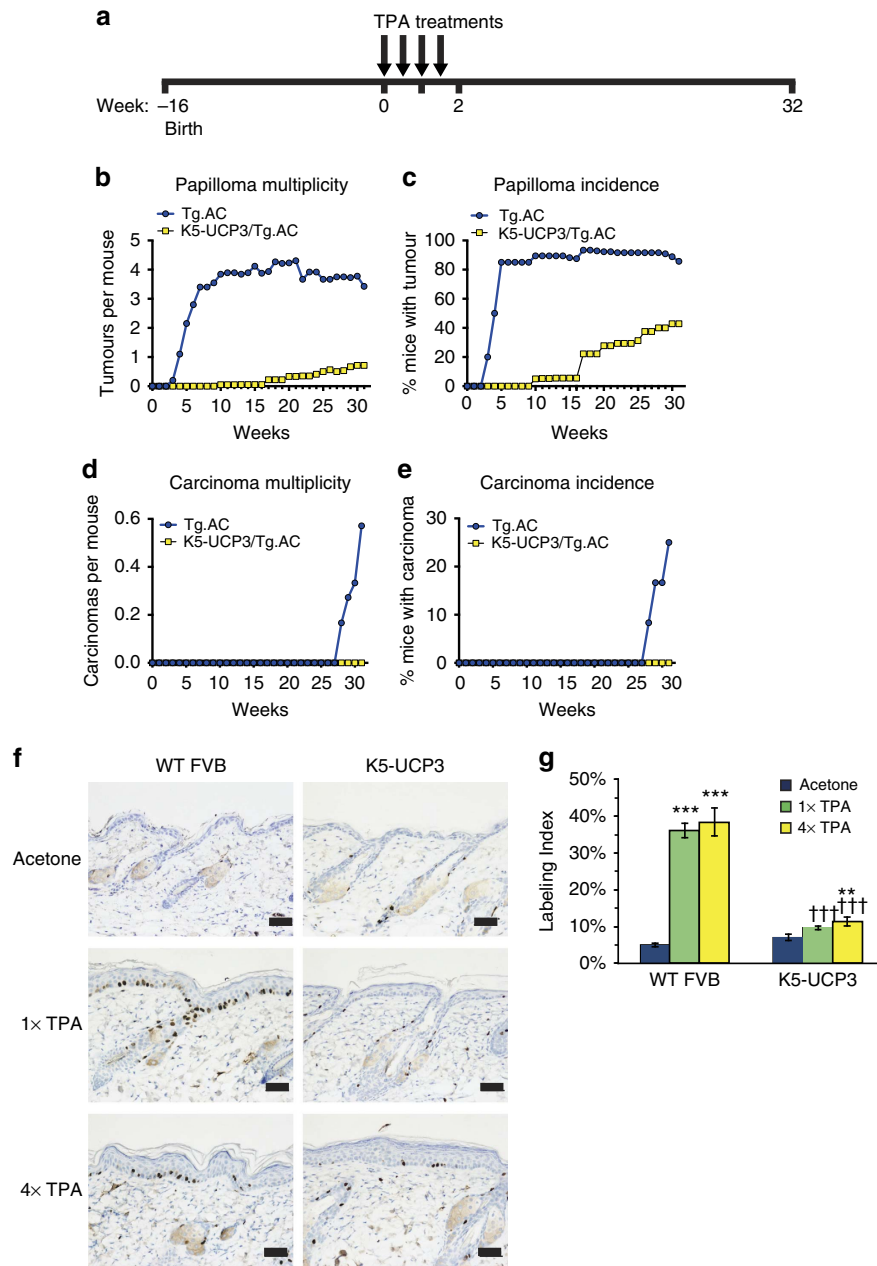 a
TPA treatments
Week: –16 0 2 32
Birth
b
Papilloma multiplicity
Tg.AC
K5-UCP3/Tg.AC
Tumours per mouse
5
4
3
2
1
0
0 5 10 15 20 25 30
Weeks
c
Papilloma incidence
Tg.AC
K5-UCP3/Tg.AC
% mice with tumour
100
80
60
40
20
0
0 5 10 15 20 25 30
Weeks
d
Carcinoma multiplicity
Tg.AC
K5-UCP3/Tg.AC
Carcinomas per mouse
0.6
0.4
0.2
0.0
0 5 10 15 20 25 30
Weeks
e
Carcinoma incidence
Tg.AC
K5-UCP3/Tg.AC
% mice with carcinoma
30
20
10
0
0 5 10 15 20 25 30
Weeks
f
WT FVB K5-UCP3
Acetone
1× TPA
4× TPA
g
Acetone
1× TPA
4× TPA
Labeling Index
50%
40%
30%
20%
10%
0%
*** ***
**
††† †††
WT FVB K5-UCP3